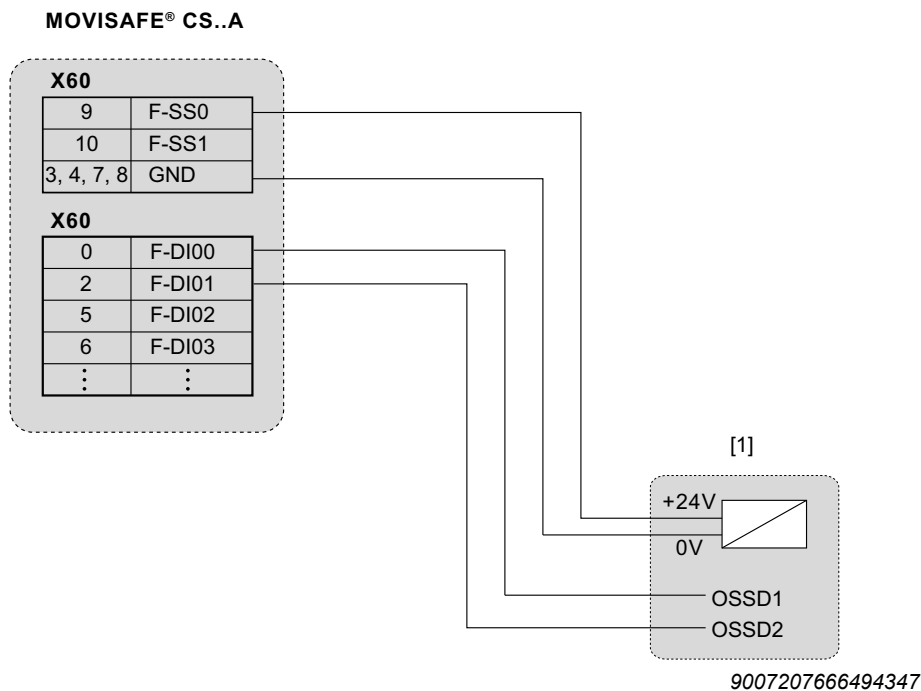 MOVISAFE® CS..A
X60
9 F-SS0
10 F-SS1
3, 4, 7, 8 GND
X60
0 F-DI00
2 F-DI01
5 F-DI02
6 F-DI03
⋮ ⋮
[1]
+24V
0V
OSSD1
OSSD2
9007207666494347